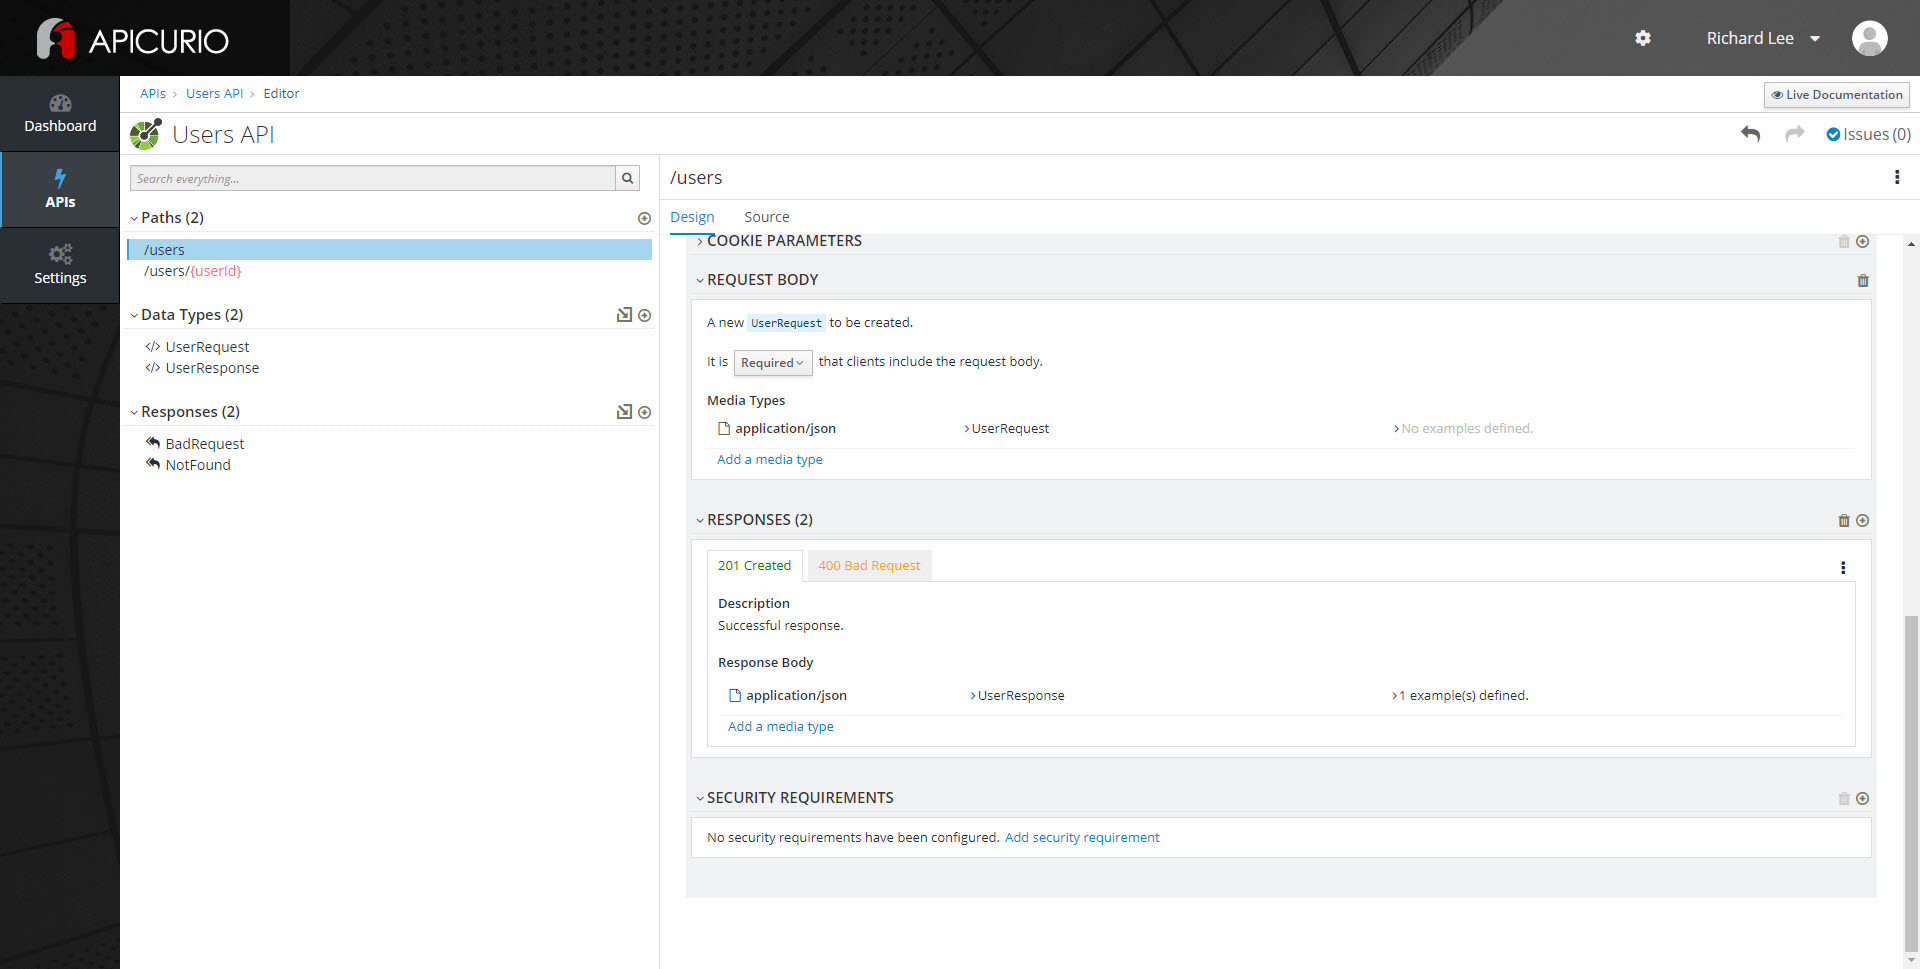 APICURIO
Richard Lee
Dashboard
APIs
Settings
APIs > Users API > Editor
Live Documentation
Users API
Issues (0)
Search everything...
Paths (2)
/users
/users/{userId}
Data Types (2)
</> UserRequest
</> UserResponse
Responses (2)
BadRequest
NotFound
/users
Design Source
COOKIE PARAMETERS
REQUEST BODY
A new UserRequest to be created.
It is Required that clients include the request body.
Media Types
application/json >UserRequest >No examples defined.
Add a media type
RESPONSES (2)
201 Created 400 Bad Request
Description
Successful response.
Response Body
application/json >UserResponse >1 example(s) defined.
Add a media type
SECURITY REQUIREMENTS
No security requirements have been configured. Add security requirement